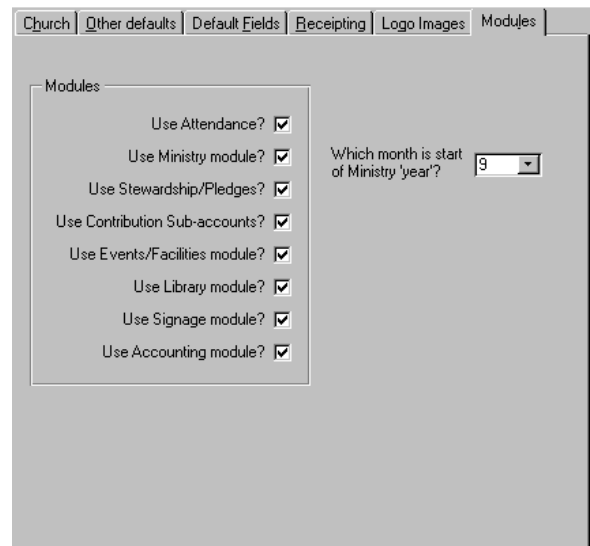 Church Other defaults Default Fields Receipting Logo Images Modules
Modules
Use Attendance?
Use Ministry module?
Which month is start
of Ministry 'year'?
9
Use Stewardship/Pledges?
Use Contribution Sub-accounts?
Use Events/Facilities module?
Use Library module?
Use Signage module?
Use Accounting module?